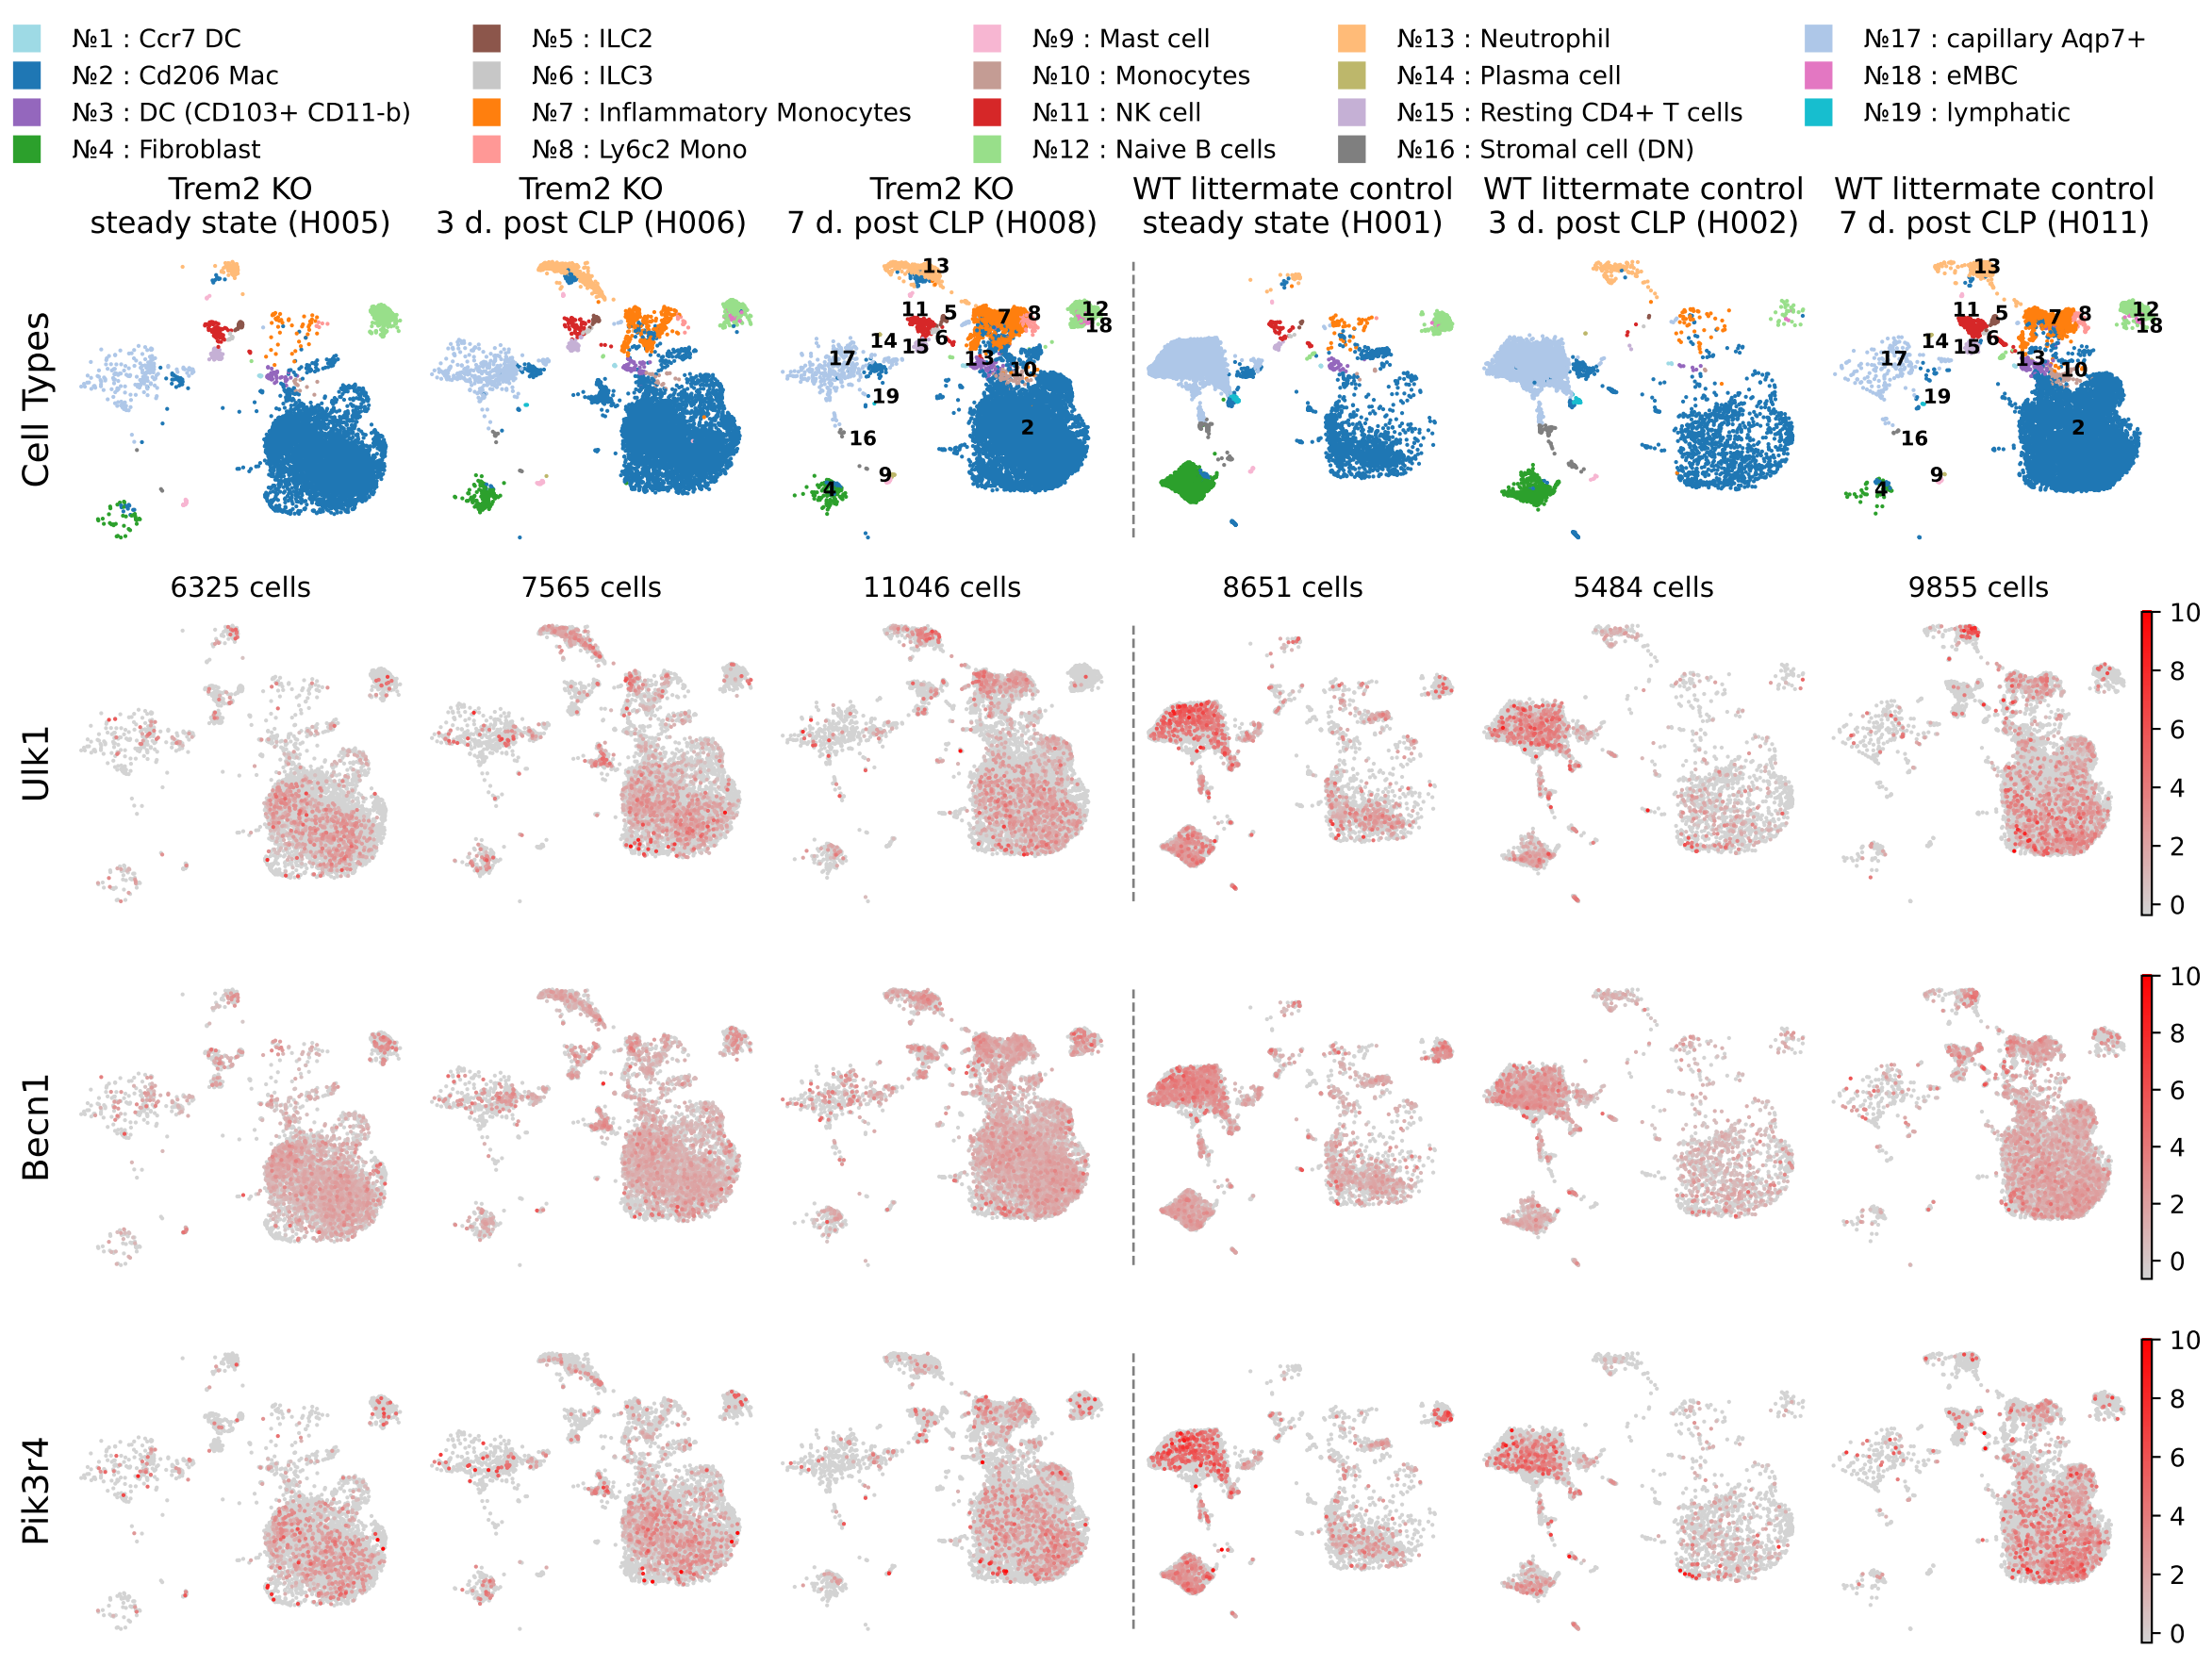 №1 : Ccr7 DC
№2 : Cd206 Mac
№3 : DC (CD103+ CD11-b)
№4 : Fibroblast
№5 : ILC2
№6 : ILC3
№7 : Inflammatory Monocytes
№8 : Ly6c2 Mono
№9 : Mast cell
№10 : Monocytes
№11 : NK cell
№12 : Naive B cells
№13 : Neutrophil
№14 : Plasma cell
№15 : Resting CD4+ T cells
№16 : Stromal cell (DN)
№17 : capillary Aqp7+
№18 : eMBC
№19 : lymphatic
Trem2 KO
steady state (H005)
Trem2 KO
3 d. post CLP (H006)
Trem2 KO
7 d. post CLP (H008)
WT littermate control
steady state (H001)
WT littermate control
3 d. post CLP (H002)
WT littermate control
7 d. post CLP (H011)
Cell Types
13
11
5
7
8
12
18
6
14
15
17
13
10
19
2
16
9
4
13
11
5
7
8
12
18
6
14
15
17
13
10
19
2
16
9
4
6325 cells
7565 cells
11046 cells
8651 cells
5484 cells
9855 cells
Ulk1
10
8
6
4
2
0
Becn1
10
8
6
4
2
0
Pik3r4
10
8
6
4
2
0